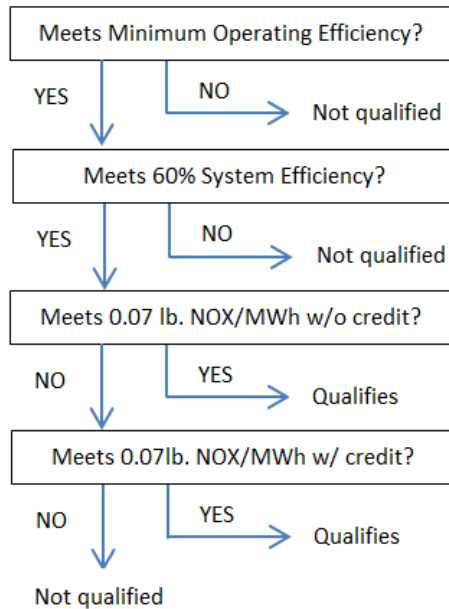 Meets Minimum Operating Efficiency?
YES
NO
Not qualified
Meets 60% System Efficiency?
YES
NO
Not qualified
Meets 0.07 lb. NOX/MWh w/o credit?
NO
YES
Qualifies
Meets 0.07lb. NOX/MWh w/ credit?
NO
YES
Qualifies
Not qualified